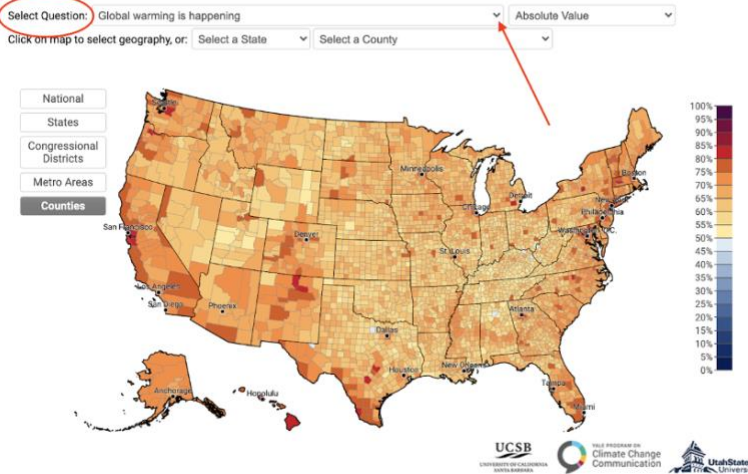 Select Question: Global warming is happening Absolute Value
Click on map to select geography, or: Select a State Select a County
National
States
Congressional
Districts
Metro Areas
Counties
100%
95%
90%
85%
80%
75%
70%
65%
60%
55%
50%
45%
40%
35%
30%
25%
20%
15%
10%
5%
0%
Seattle
Minneapolis
Boston
Detroit
Chicago
New York
Philadelphia
San Francisco
Denver
St. Louis
Los Angeles
San Diego
Phoenix
Atlanta
Dallas
Houston
New Orleans
Tampa
Miami
Anchorage
Honolulu
UCSB
UNIVERSITY OF CALIFORNIA
SANTA BARBARA
YALE PROGRAM ON
Climate Change
Communication
UtahState
Univers